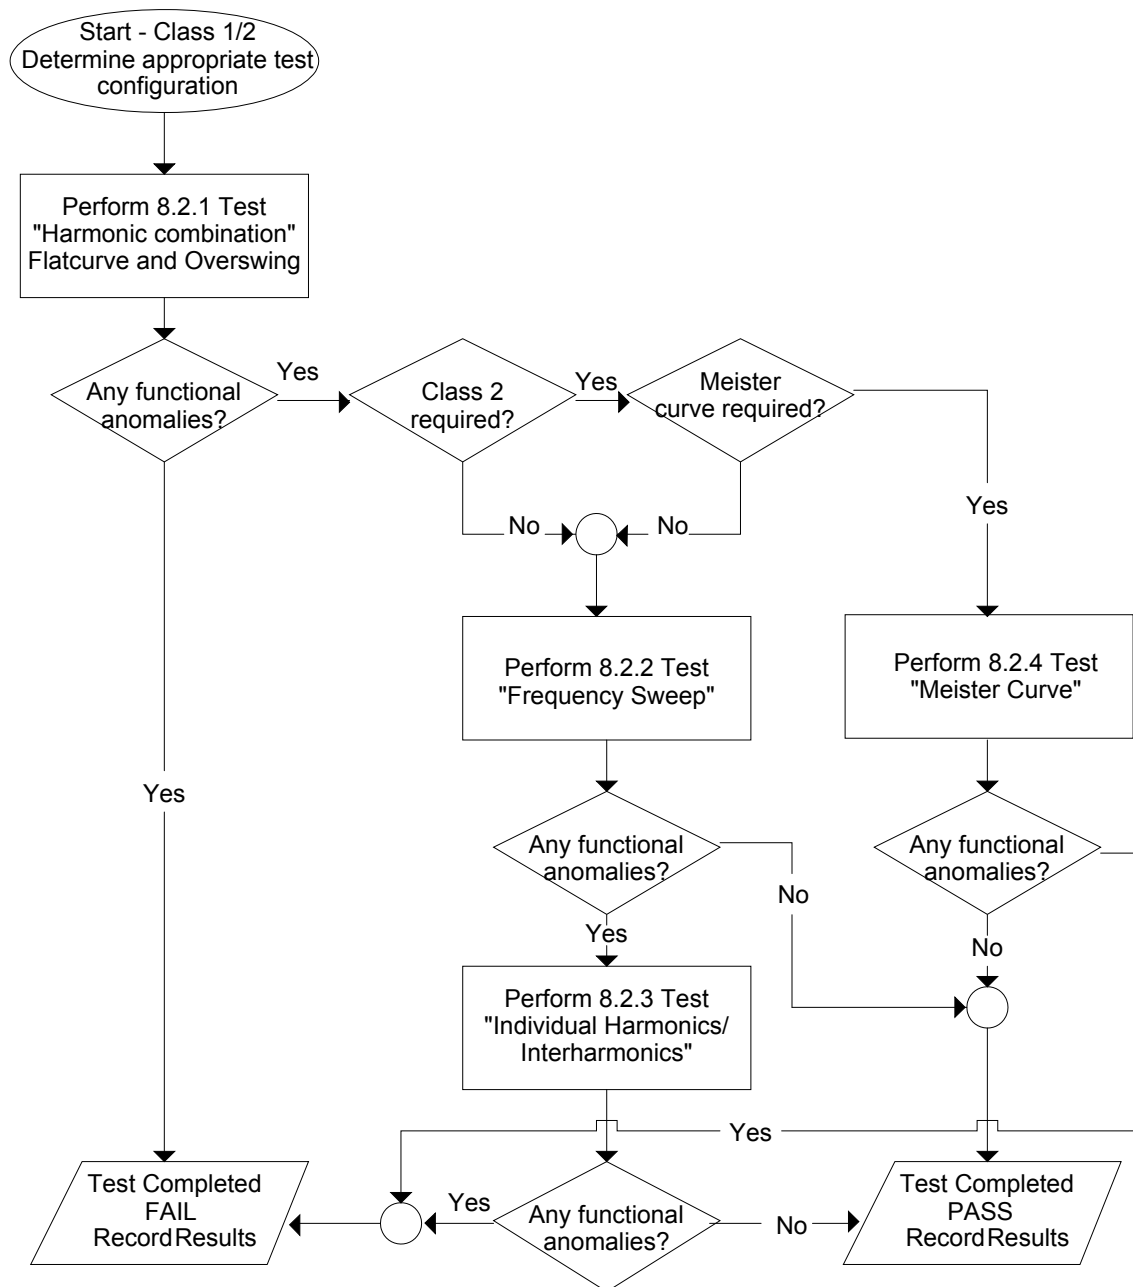 Start - Class 1/2
Determine appropriate test
configuration
Perform 8.2.1 Test
"Harmonic combination"
Flatcurve and Overswing
Any functional
anomalies?
Yes
Class 2
required?
Yes
Meister
curve required?
Yes
No
No
Yes
Perform 8.2.2 Test
"Frequency Sweep"
Perform 8.2.4 Test
"Meister Curve"
Any functional
anomalies?
No
Yes
Any functional
anomalies?
No
Perform 8.2.3 Test
"Individual Harmonics/
Interharmonics"
Yes
Test Completed
FAIL
Record Results
Yes
Any functional
anomalies?
No
Test Completed
PASS
Record Results